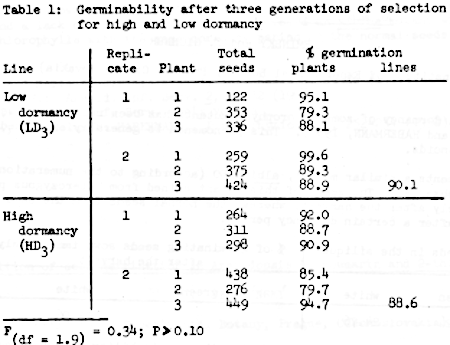 Table 1: Germinability after three generations of selection
for high and low dormancy
Repli- Total % germination
Line cate Plant seeds plants lines
Low 1 1 122 95.1
dormancy 2 353 79.3
(LD3) 3 336 88.1
2 1 259 99.6
2 375 89.3
3 424 88.9 90.1
High 1 1 264 92.0
dormancy 2 311 88.7
(HD3) 3 298 90.9
2 1 438 85.4
2 276 79.7
3 449 94.7 88.6
F(df = 1.9) = 0.34; P>0.10